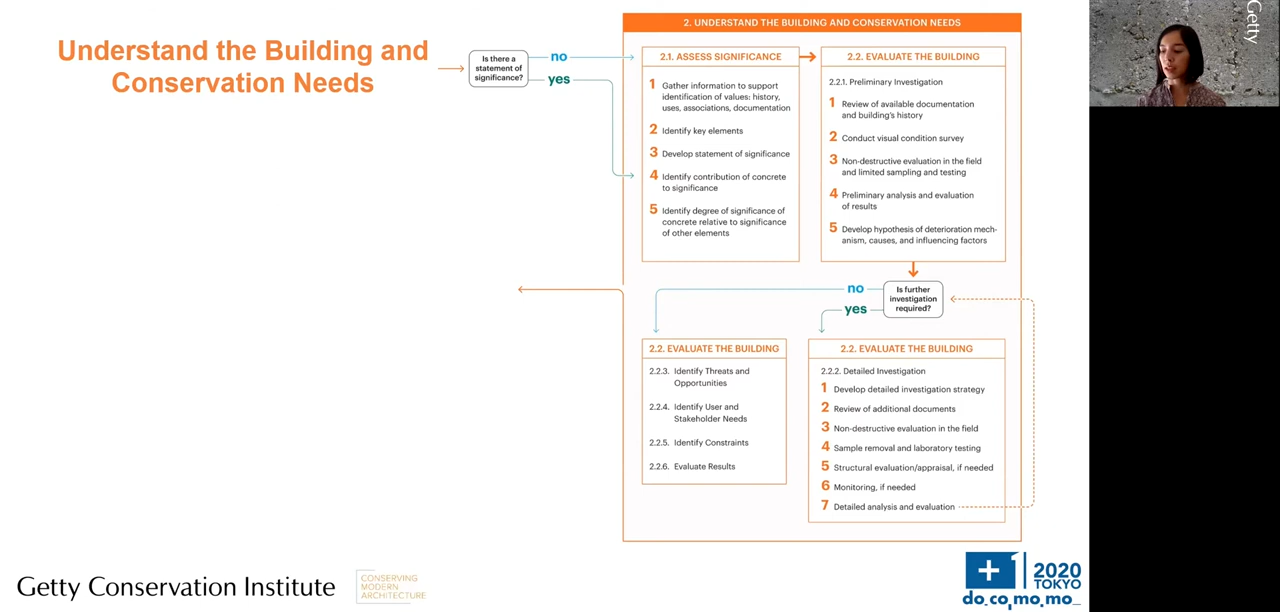 Understand the Building and
Conservation Needs
Is there a
statement of
significance?
no
yes
2. UNDERSTAND THE BUILDING AND CONSERVATION NEEDS
2.1. ASSESS SIGNIFICANCE
1 Gather information to support
identification of values: history,
uses, associations, documentation
2 Identify key elements
3 Develop statement of significance
4 Identify contribution of concrete
to significance
5 Identify degree of significance of
concrete relative to significance
of other elements
2.2. EVALUATE THE BUILDING
2.2.1. Preliminary Investigation
1 Review of available documentation
and building's history
2 Conduct visual condition survey
3 Non-destructive evaluation in the field
and limited sampling and testing
4 Preliminary analysis and evaluation
of results
5 Develop hypothesis of deterioration mech-
anism, causes, and influencing factors
Is further
investigation
required?
no
yes
2.2. EVALUATE THE BUILDING
2.2.3. Identify Threats and
Opportunities
2.2.4. Identify User and
Stakeholder Needs
2.2.5. Identify Constraints
2.2.6. Evaluate Results
2.2. EVALUATE THE BUILDING
2.2.2. Detailed Investigation
1 Develop detailed investigation strategy
2 Review of additional documents
3 Non-destructive evaluation in the field
4 Sample removal and laboratory testing
5 Structural evaluation/appraisal, if needed
6 Monitoring, if needed
7 Detailed analysis and evaluation
Getty Conservation Institute
CONSERVING
MODERN
ARCHITECTURE
+1 2020
TOKYO
do_co,mo,mo_
Getty